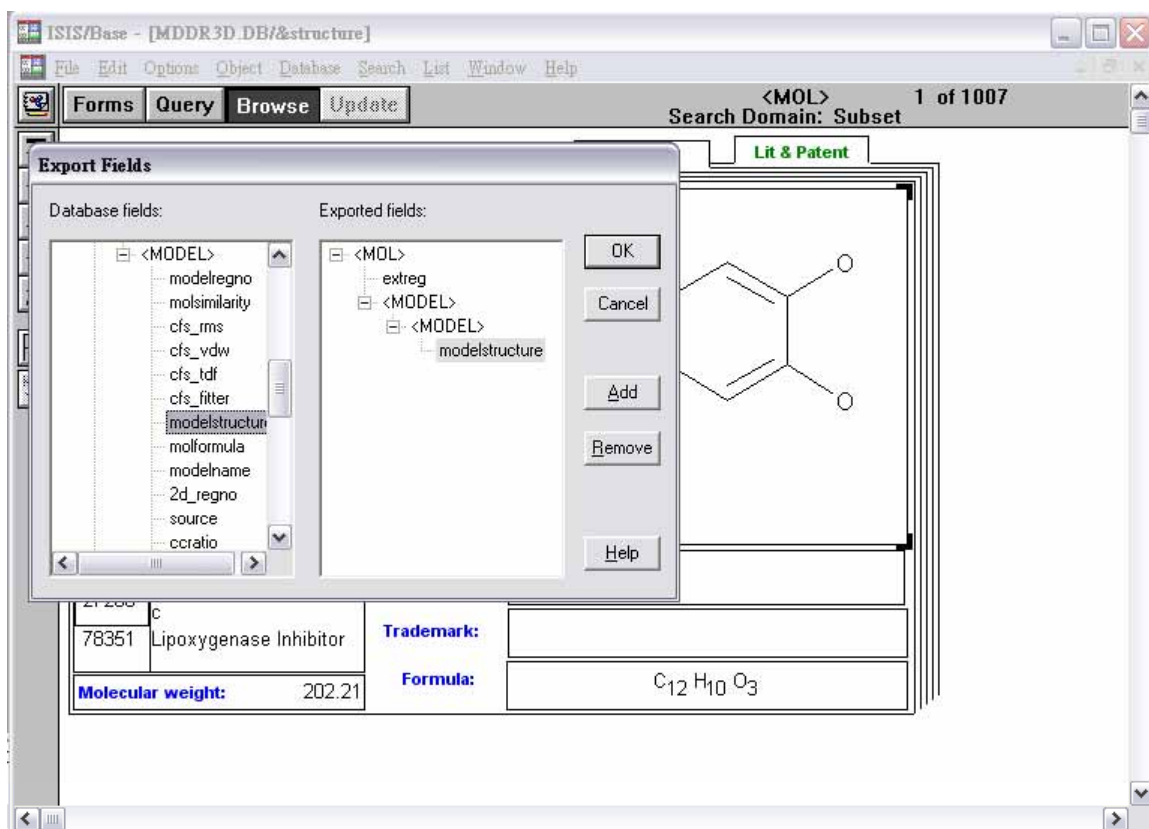 ISIS/Base - [MDDR3D.DB/&structure]
File Edit Options Object Database Search List Window Help
Forms Query Browse Update
<MOL> 1 of 1007
Search Domain: Subset
Lit & Patent
Export Fields
Database fields:
<MODEL>
modelregno
molsimilarity
cfs_rms
cfs_vdw
cfs_tdf
cfs_fitter
modelstructure
molformula
modelname
2d_regno
source
ccratio
Exported fields:
<MOL>
extreg
<MODEL>
<MODEL>
modelstructure
OK
Cancel
Add
Remove
Help
O
O
c
78351 Lipoxygenase Inhibitor
Molecular weight: 202.21
Trademark:
Formula: C12 H10 O3